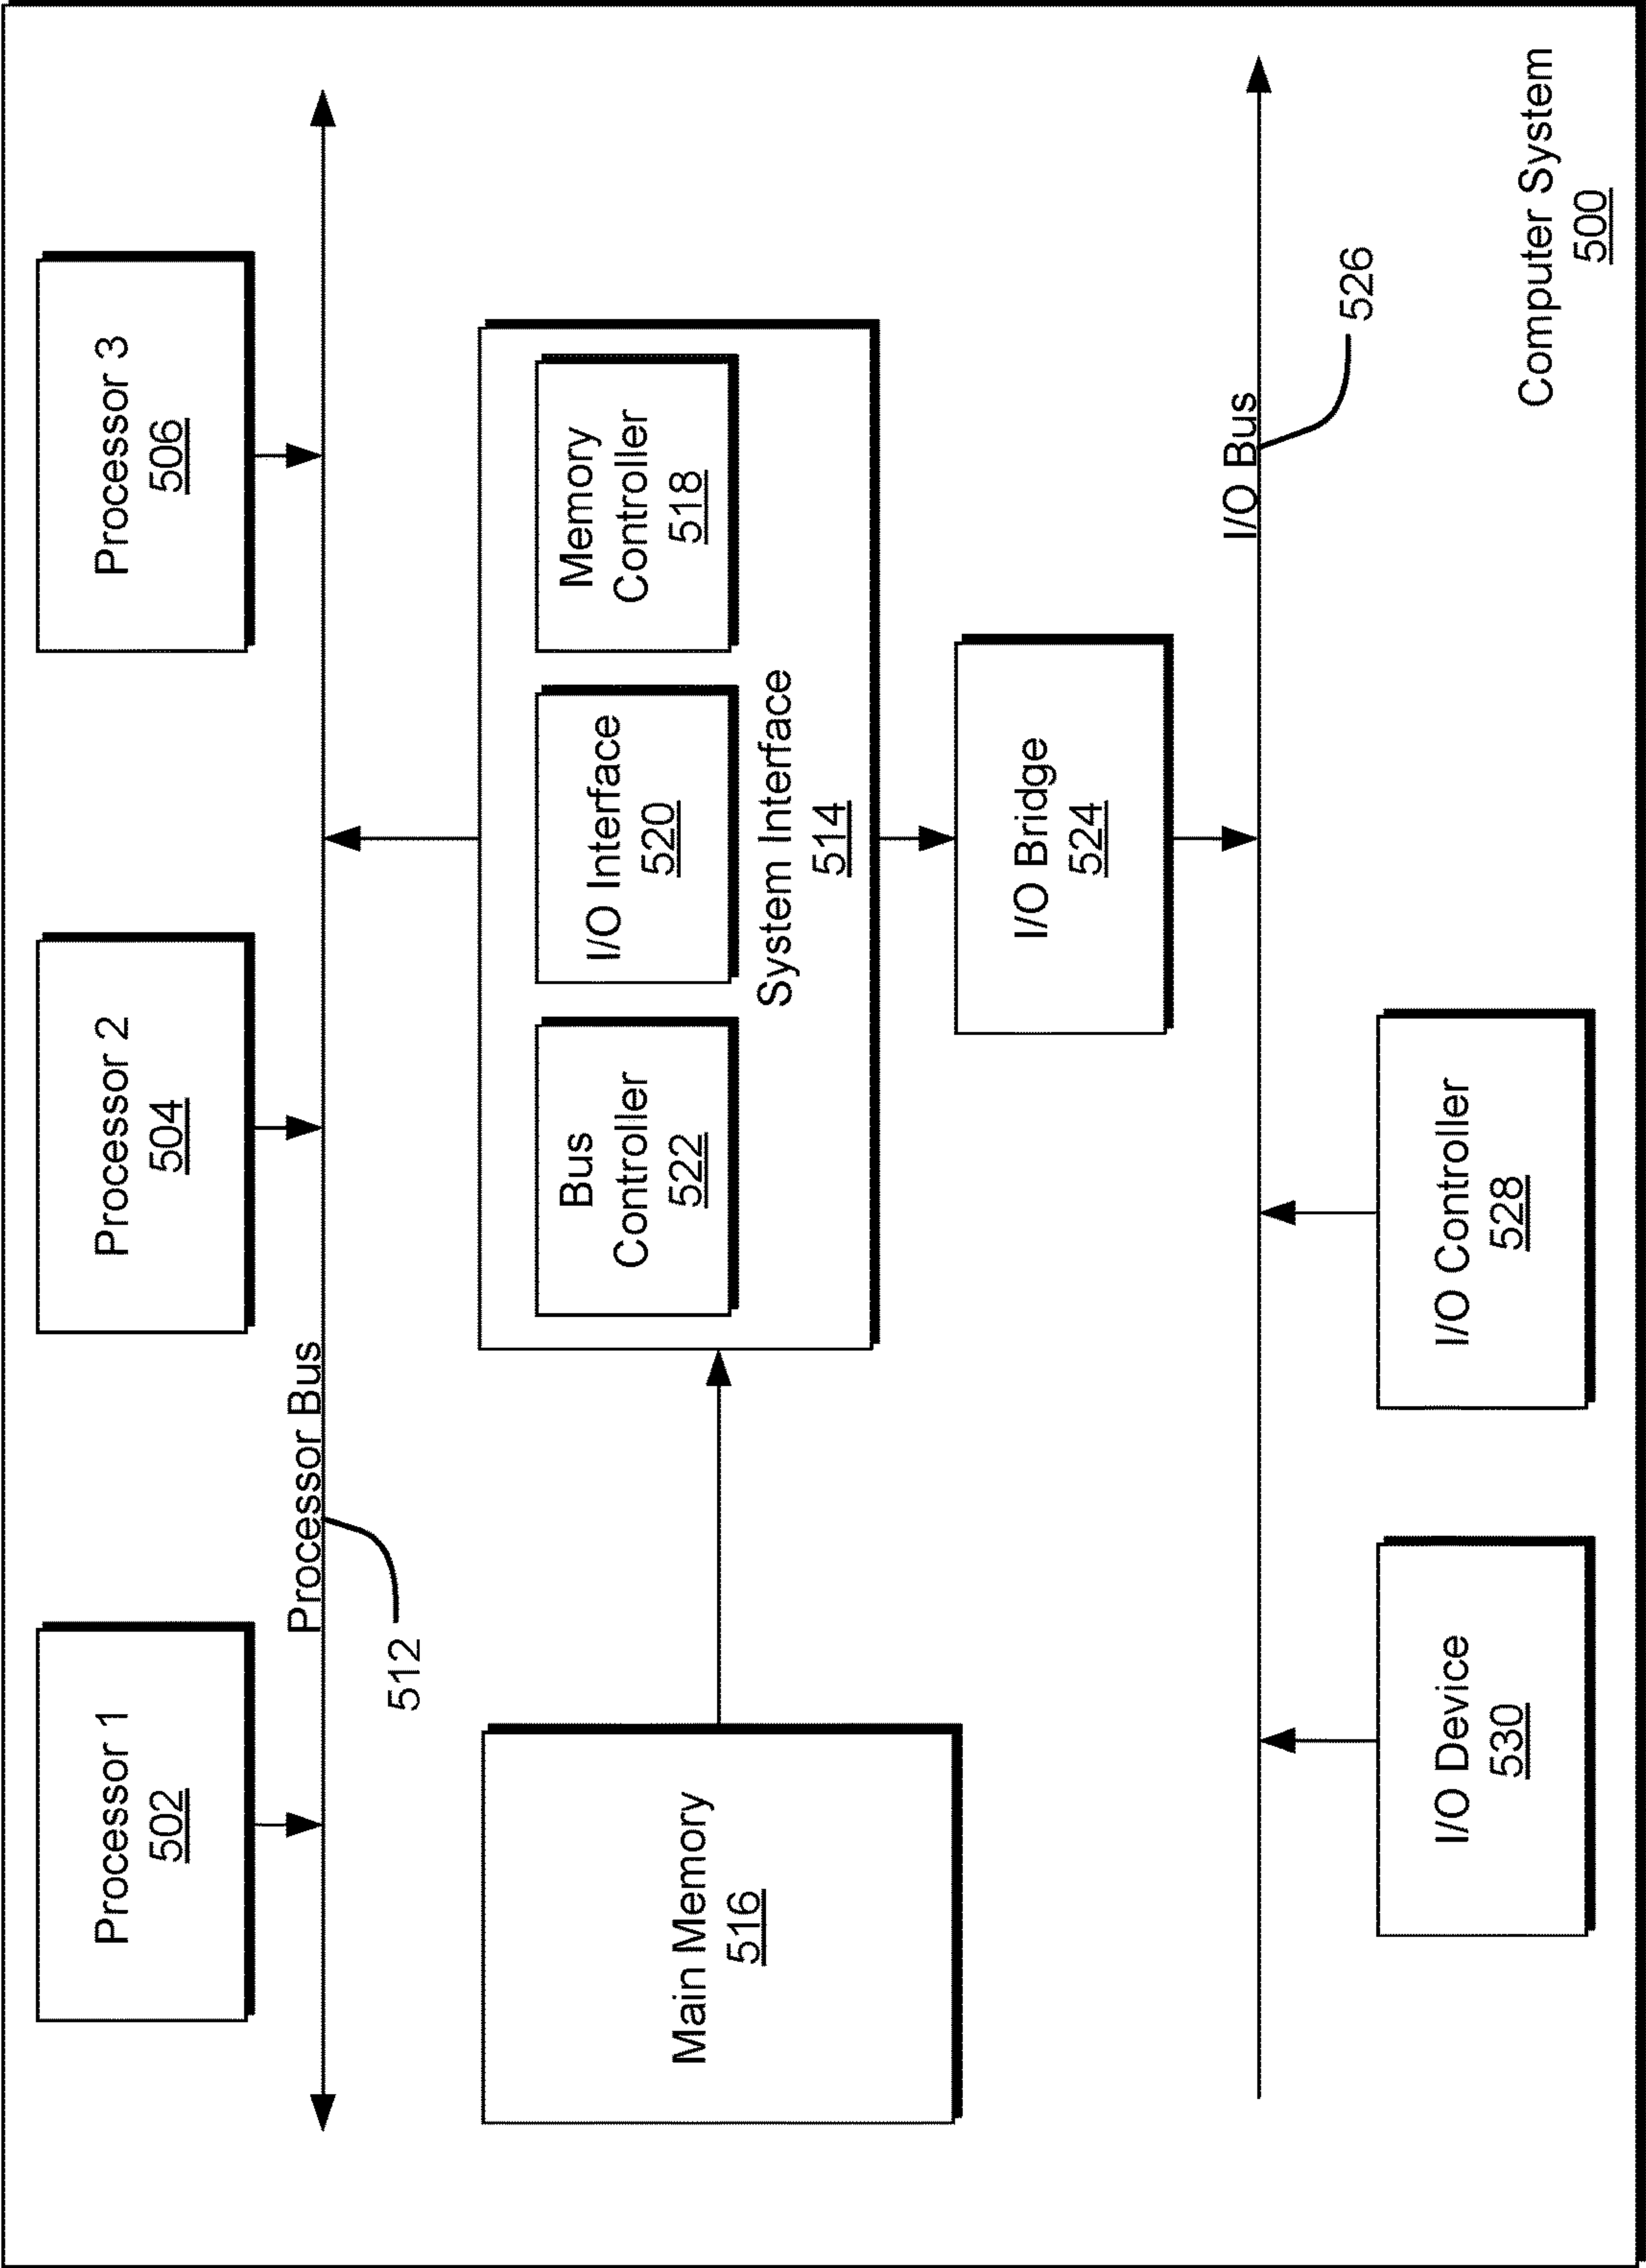 Processor 1
502
Processor 2
504
Processor 3
506
Processor Bus
512
Main Memory
516
Bus
Controller
522
I/O Interface
520
Memory
Controller
518
System Interface
514
I/O Bridge
524
I/O Bus
526
I/O Device
530
I/O Controller
528
Computer System
500